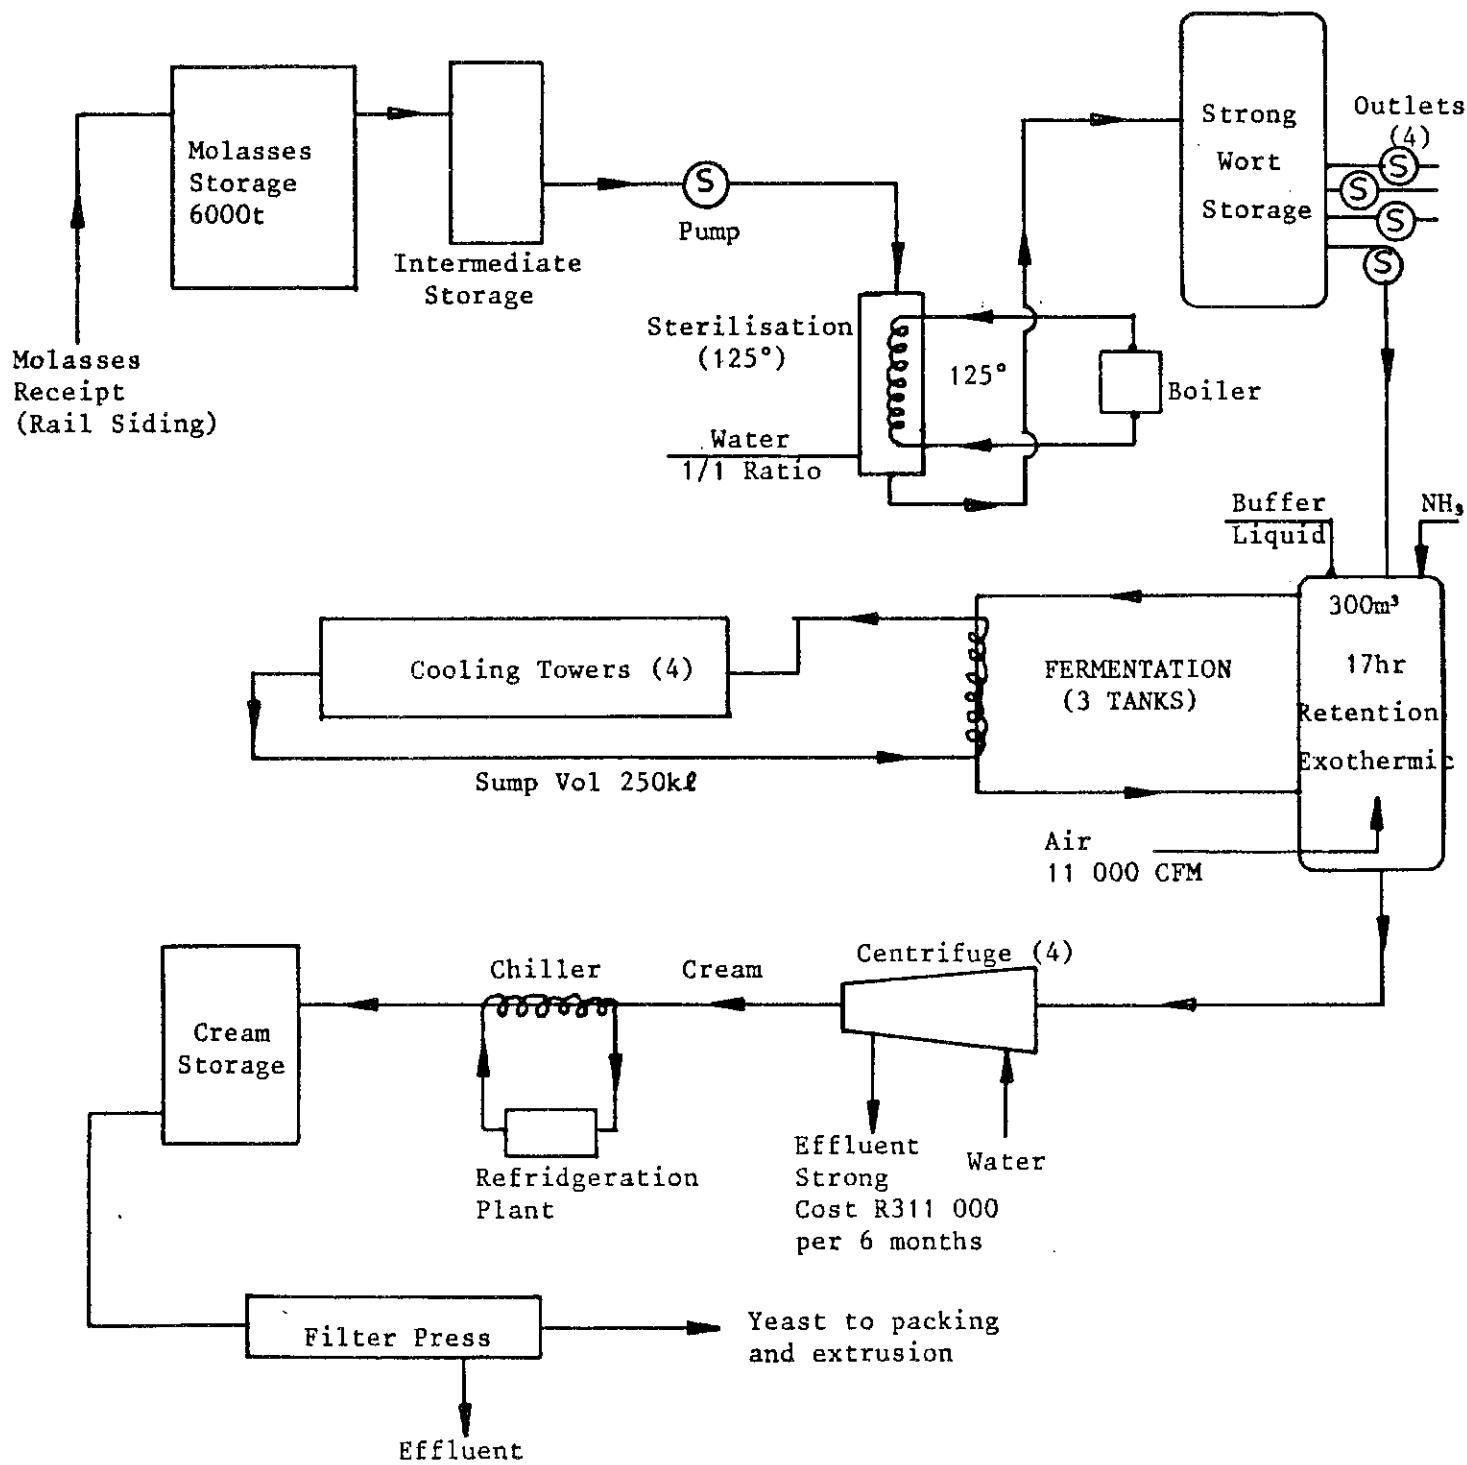 Molasses
Storage
6000t
Intermediate
Storage
S
Pump
Strong
Wort
Storage
Outlets
(4)
S
S
S
S
Molasses
Receipt
(Rail Siding)
Sterilisation
(125°)
125°
Boiler
Water
1/1 Ratio
Buffer
Liquid
NH₃
300m³
17hr
Retention
Exothermic
FERMENTATION
(3 TANKS)
Cooling Towers (4)
Sump Vol 250kℓ
Air
11 000 CFM
Centrifuge (4)
Cream
Chiller
Cream
Storage
Refridgeration
Plant
Effluent
Strong
Cost R311 000
per 6 months
Water
Filter Press
Yeast to packing
and extrusion
Effluent